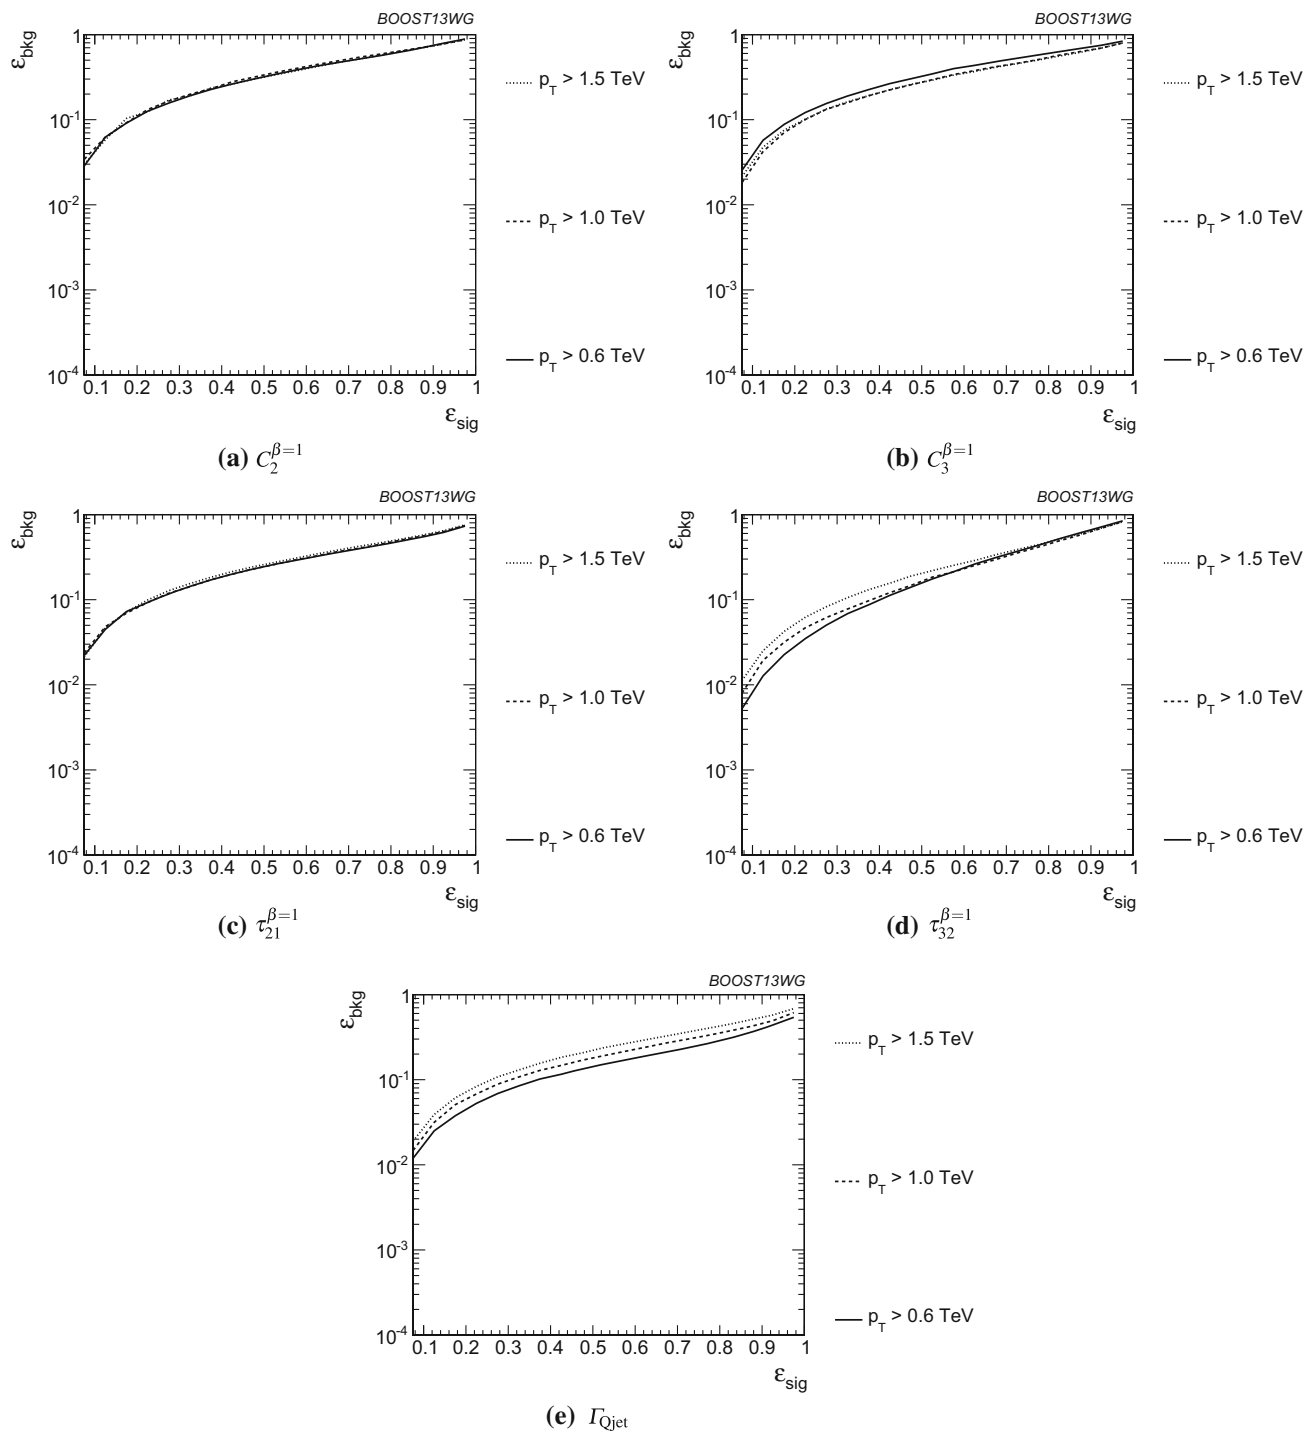 BOOST13WG
ε_bkg
1
10^-1
10^-2
10^-3
10^-4
0.1 0.2 0.3 0.4 0.5 0.6 0.7 0.8 0.9 1
ε_sig
p_T > 1.5 TeV
p_T > 1.0 TeV
p_T > 0.6 TeV
(a) C_2^{β=1}
BOOST13WG
ε_bkg
1
10^-1
10^-2
10^-3
10^-4
0.1 0.2 0.3 0.4 0.5 0.6 0.7 0.8 0.9 1
ε_sig
p_T > 1.5 TeV
p_T > 1.0 TeV
p_T > 0.6 TeV
(b) C_3^{β=1}
BOOST13WG
ε_bkg
1
10^-1
10^-2
10^-3
10^-4
0.1 0.2 0.3 0.4 0.5 0.6 0.7 0.8 0.9 1
ε_sig
p_T > 1.5 TeV
p_T > 1.0 TeV
p_T > 0.6 TeV
(c) τ_21^{β=1}
BOOST13WG
ε_bkg
1
10^-1
10^-2
10^-3
10^-4
0.1 0.2 0.3 0.4 0.5 0.6 0.7 0.8 0.9 1
ε_sig
p_T > 1.5 TeV
p_T > 1.0 TeV
p_T > 0.6 TeV
(d) τ_32^{β=1}
BOOST13WG
ε_bkg
1
10^-1
10^-2
10^-3
10^-4
0.1 0.2 0.3 0.4 0.5 0.6 0.7 0.8 0.9 1
ε_sig
p_T > 1.5 TeV
p_T > 1.0 TeV
p_T > 0.6 TeV
(e) Γ_Qjet